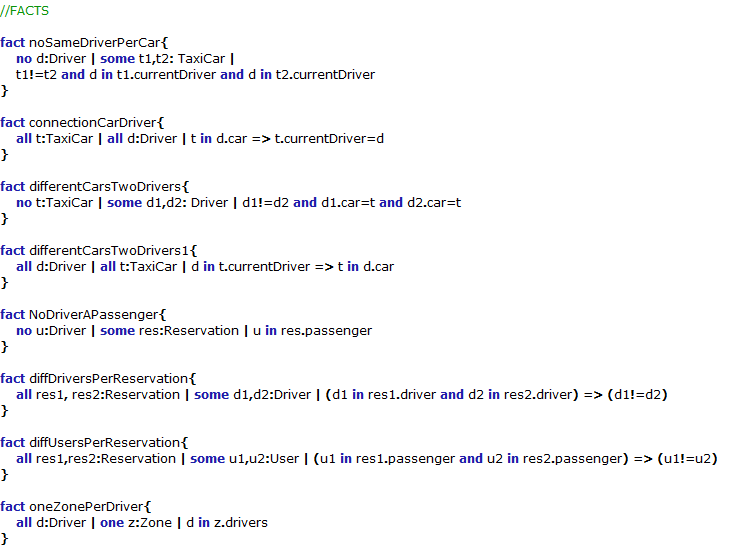 //FACTS
fact noSameDriverPerCar{
no d:Driver | some t1,t2: TaxiCar |
t1!=t2 and d in t1.currentDriver and d in t2.currentDriver
}
fact connectionCarDriver{
all t:TaxiCar | all d:Driver | t in d.car => t.currentDriver=d
}
fact differentCarsTwoDrivers{
no t:TaxiCar | some d1,d2: Driver | d1!=d2 and d1.car=t and d2.car=t
}
fact differentCarsTwoDrivers1{
all d:Driver | all t:TaxiCar | d in t.currentDriver => t in d.car
}
fact NoDriverAPassenger{
no u:Driver | some res:Reservation | u in res.passenger
}
fact diffDriversPerReservation{
all res1, res2:Reservation | some d1,d2:Driver | (d1 in res1.driver and d2 in res2.driver) => (d1!=d2)
}
fact diffUsersPerReservation{
all res1,res2:Reservation | some u1,u2:User | (u1 in res1.passenger and u2 in res2.passenger) => (u1!=u2)
}
fact oneZonePerDriver{
all d:Driver | one z:Zone | d in z.drivers
}